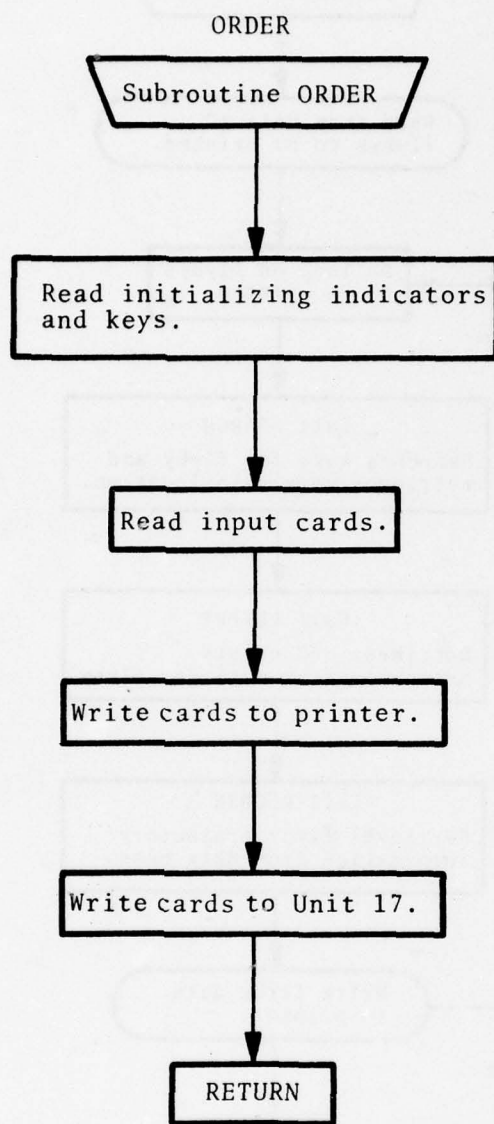 ORDER
Subroutine ORDER
Read initializing indicators
and keys.
Read input cards.
Write cards to printer.
Write cards to Unit 17.
RETURN